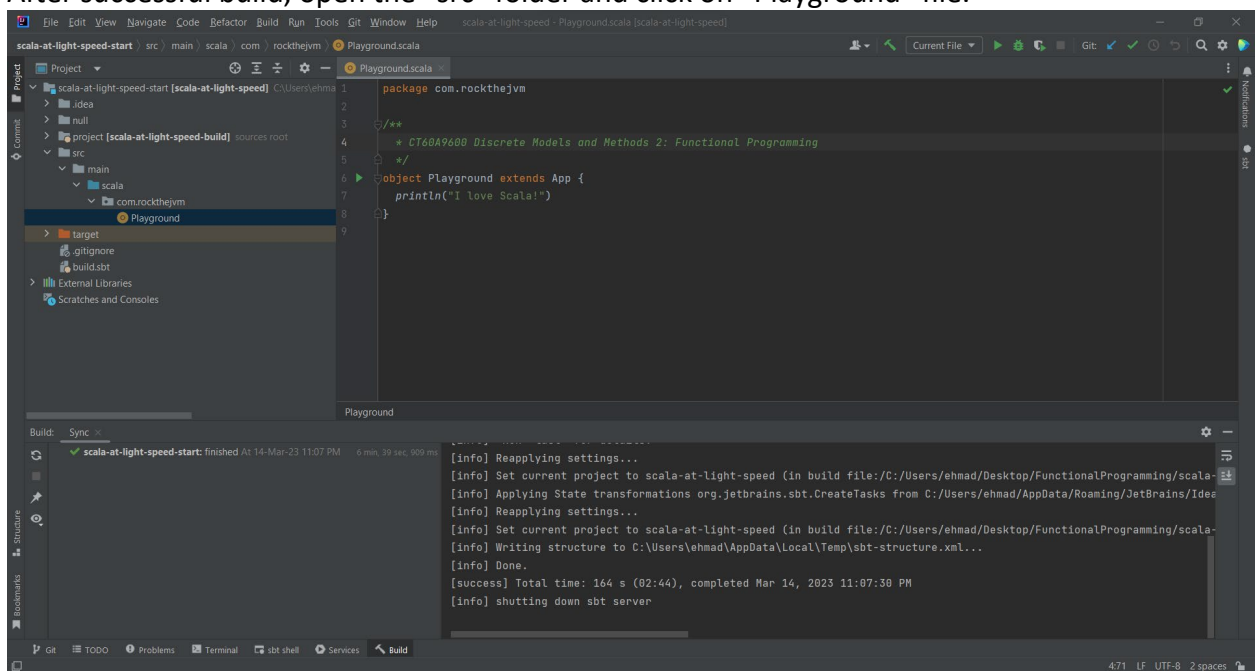 After successful build, open the "src" folder and click on "Playground" file.
File Edit View Navigate Code Refactor Build Run Tools Git Window Help scala-at-light-speed - Playground.scala [scala-at-light-speed]
scala-at-light-speed-start src main scala com rockthejvm Playground.scala Current File Git:
Project
Playground.scala
Project
Commit
Structure
Bookmarks
scala-at-light-speed-start [scala-at-light-speed] C:\Users\ehma
.idea
null
project [scala-at-light-speed-build] sources root
src
main
scala
com.rockthejvm
Playground
target
.gitignore
build.sbt
External Libraries
Scratches and Consoles
1 package com.rockthejvm
2
3 /**
4 * CT60A9600 Discrete Models and Methods 2: Functional Programming
5 */
6 object Playground extends App {
7 println("I love Scala!")
8 }
9
Playground
Notifications
sbt
Build: Sync
scala-at-light-speed-start: finished At 14-Mar-23 11:07 PM 6 min, 39 sec, 909 ms
[info] Reapplying settings...
[info] Set current project to scala-at-light-speed (in build file:/C:/Users/ehmad/Desktop/FunctionalProgramming/scala-
[info] Applying State transformations org.jetbrains.sbt.CreateTasks from C:/Users/ehmad/AppData/Roaming/JetBrains/Idea
[info] Reapplying settings...
[info] Set current project to scala-at-light-speed (in build file:/C:/Users/ehmad/Desktop/FunctionalProgramming/scala-
[info] Writing structure to C:\Users\ehmad\AppData\Local\Temp\sbt-structure.xml...
[info] Done.
[success] Total time: 164 s (02:44), completed Mar 14, 2023 11:07:30 PM
[info] shutting down sbt server
Git TODO Problems Terminal sbt shell Services Build
4:71 LF UTF-8 2 spaces